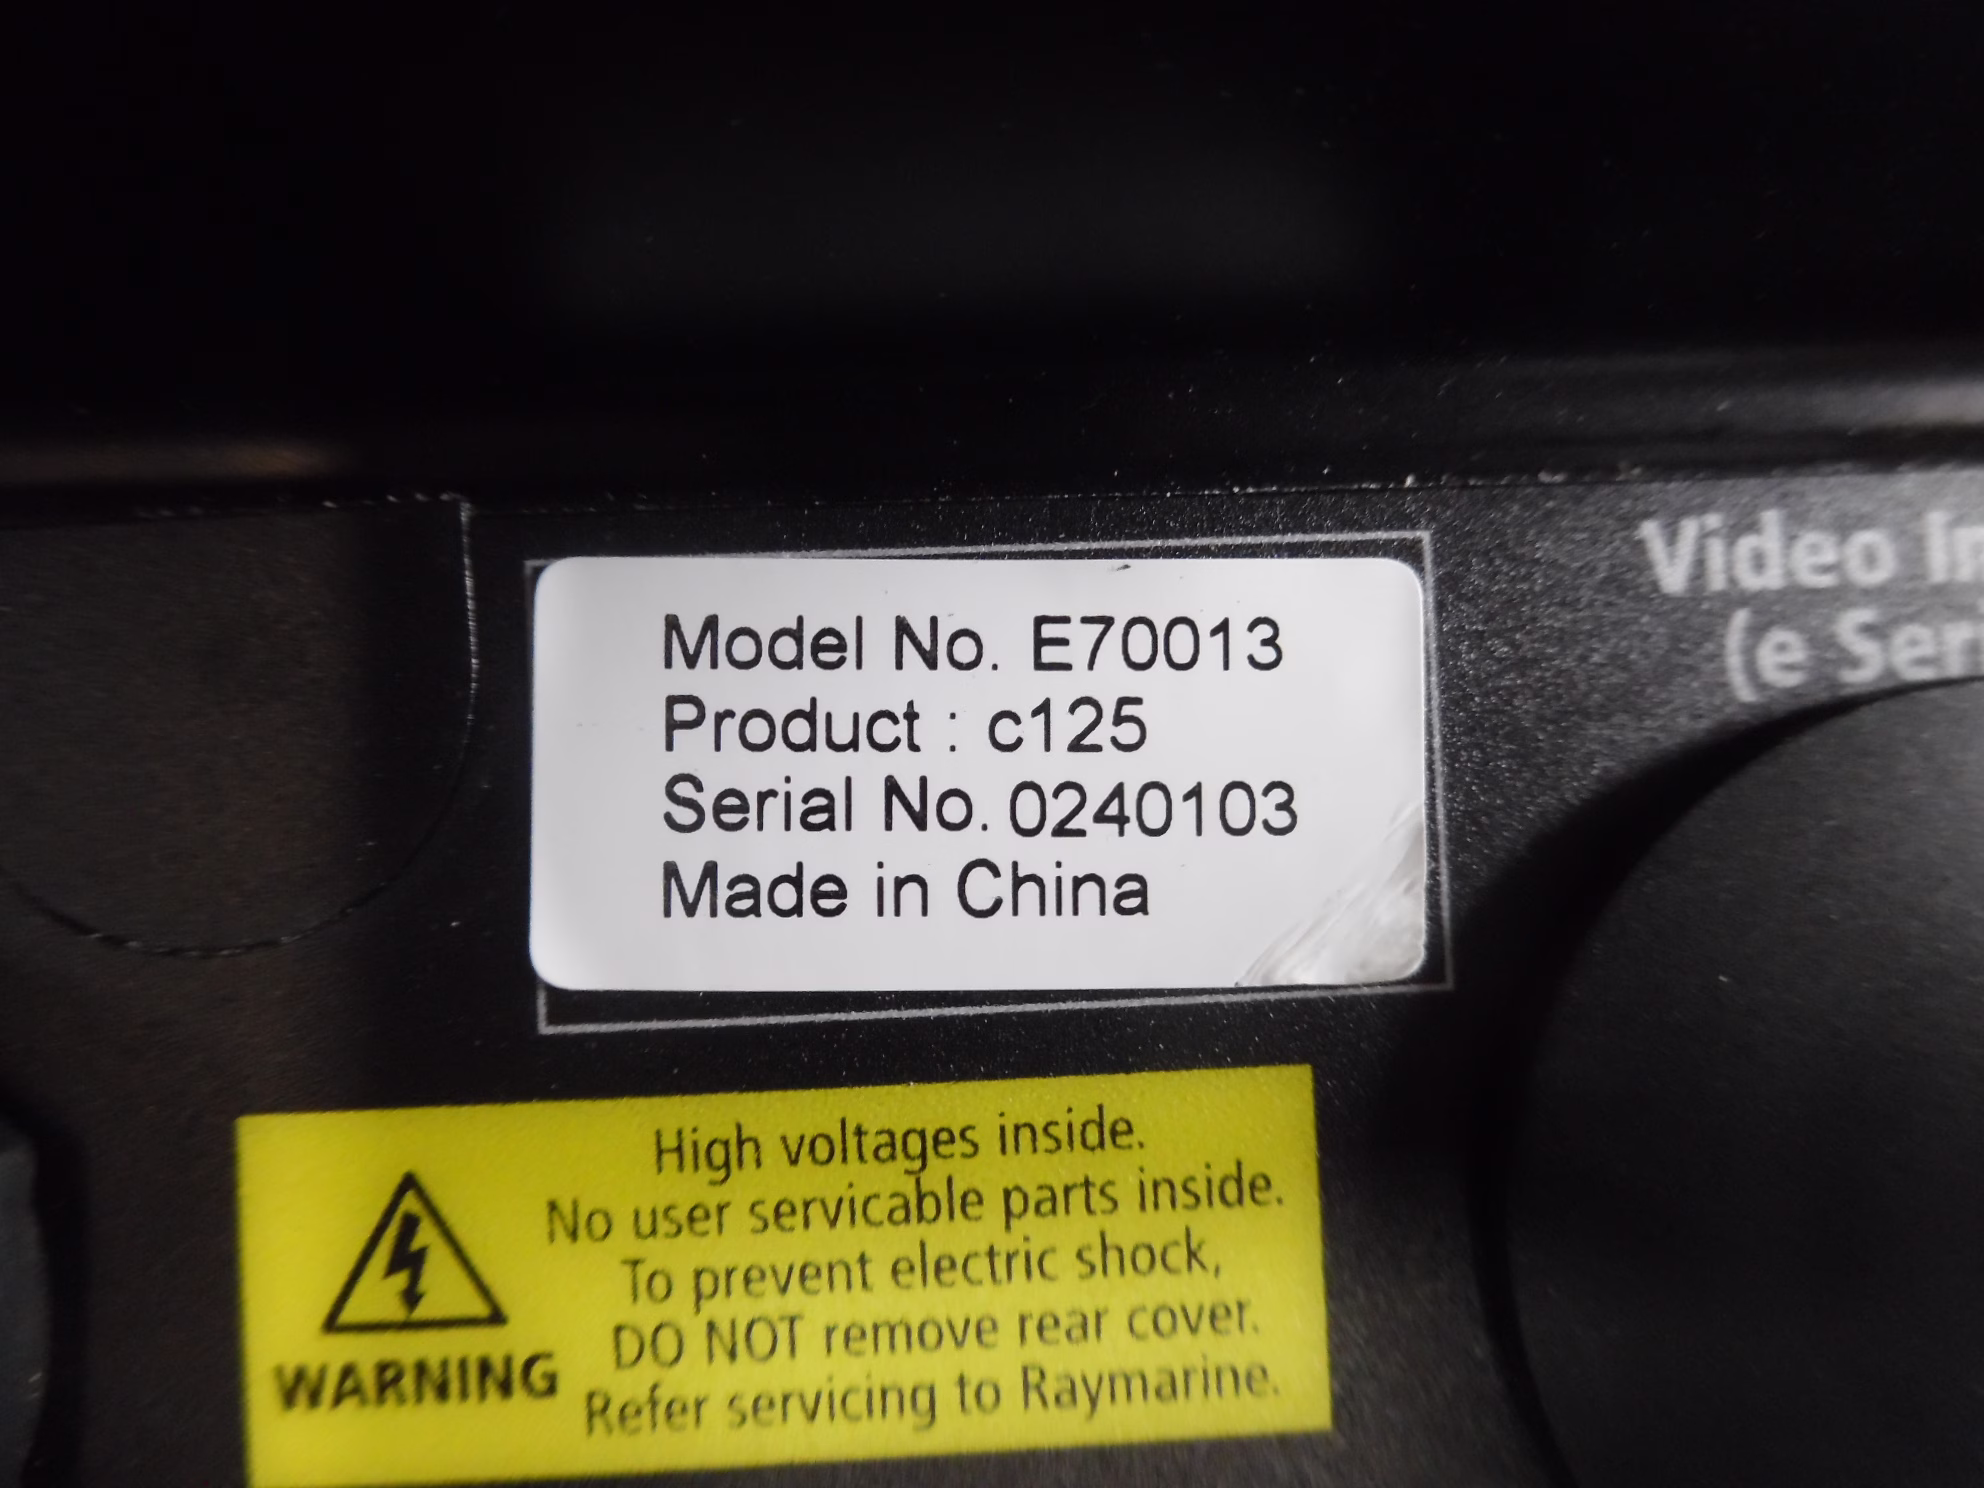 Model No. E70013
Product : c125
Serial No. 0240103
Made in China
Video
(e
High voltages inside.
No user servicable parts inside.
To prevent electric shock,
DO NOT remove rear cover.
Refer servicing to Raymarine.
WARNING